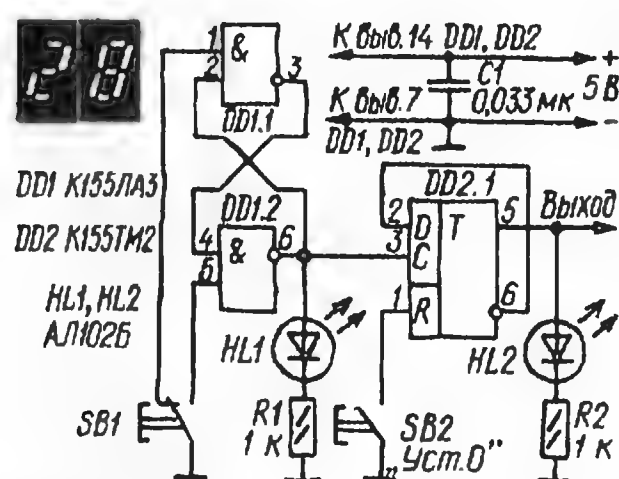 28
1
2
&
3
DD1.1
К выв. 14 DD1, DD2
+
C1
0,033 мк
5 В
К выв. 7
DD1, DD2
-
DD1 К155ЛА3
DD2 К155ТМ2
HL1, HL2
АЛ102Б
DD1.2
4
5
&
6
DD2.1
2
3
1
D
C
R
T
5
6
Выход
HL1
HL2
SB1
R1
1 к
SB2
„Уст.0"
R2
1 к